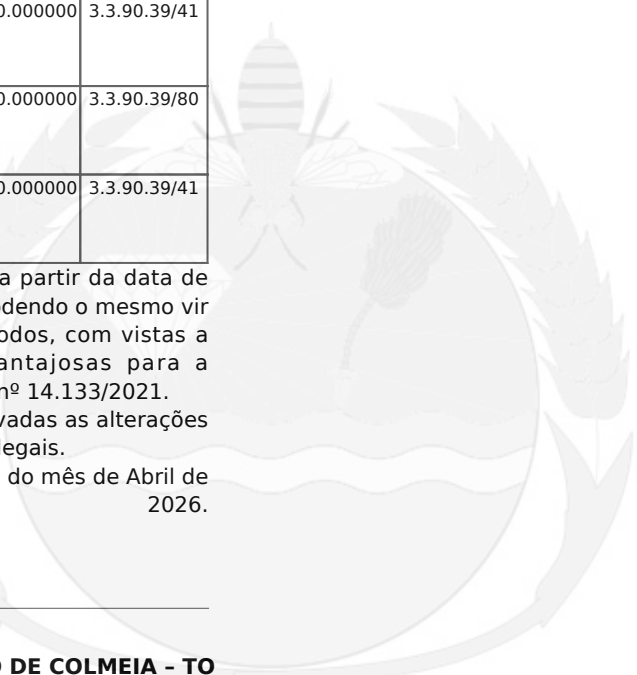 0.000000 3.3.90.39/41
0.000000 3.3.90.39/80
0.000000 3.3.90.39/41
a partir da data de
dendo o mesmo vir
odos, com vistas a
antajosas para a
nº 14.133/2021.
vadas as alterações
legais.
do mês de Abril de
2026.
DE COLMEIA – TO